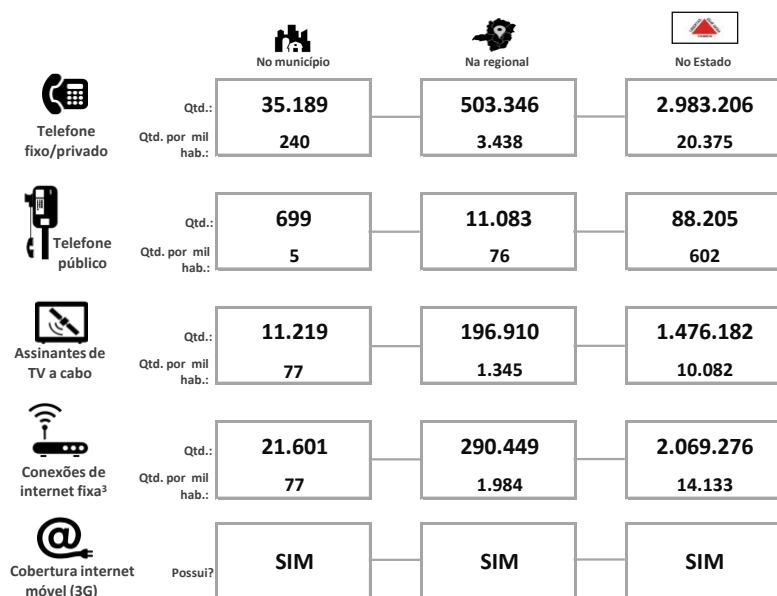 No município
Na regional
No Estado
Telefone
fixo/privado
Qtd.:
35.189
503.346
2.983.206
Qtd. por mil
hab.:
240
3.438
20.375
Telefone
público
Qtd.:
699
11.083
88.205
Qtd. por mil
hab.:
5
76
602
Assinantes de
TV a cabo
Qtd.:
11.219
196.910
1.476.182
Qtd. por mil
hab.:
77
1.345
10.082
Conexões de
internet fixa³
Qtd.:
21.601
290.449
2.069.276
Qtd. por mil
hab.:
77
1.984
14.133
Cobertura internet
móvel (3G)
Possui?
SIM
SIM
SIM